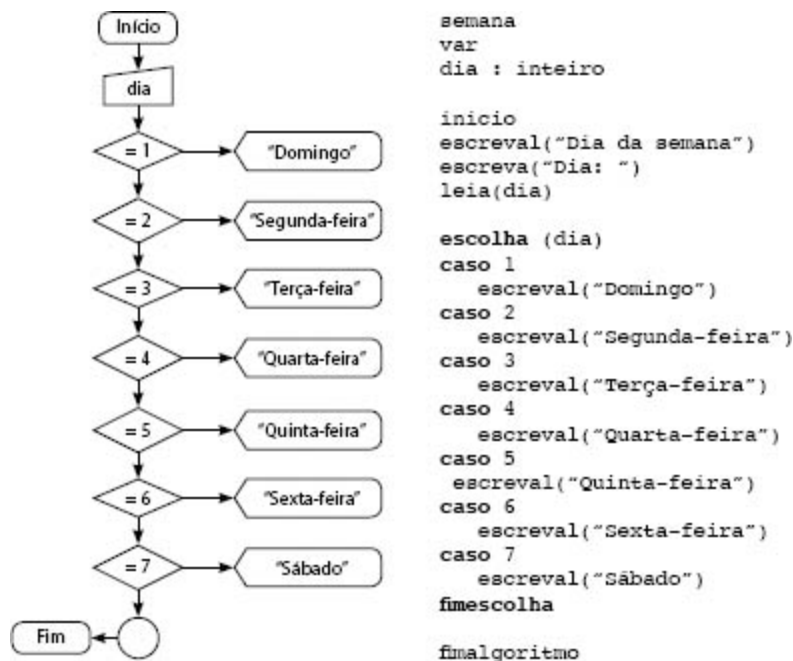 Início
dia
= 1
"Domingo"
= 2
"Segunda-feira"
= 3
"Terça-feira"
= 4
"Quarta-feira"
= 5
"Quinta-feira"
= 6
"Sexta-feira"
= 7
"Sábado"
Fim
semana
var
dia : inteiro
inicio
escreval("Dia da semana")
escreva("Dia: ")
leia(dia)
escolha (dia)
caso 1
escreval("Domingo")
caso 2
escreval("Segunda-feira")
caso 3
escreval("Terça-feira")
caso 4
escreval("Quarta-feira")
caso 5
escreval("Quinta-feira")
caso 6
escreval("Sexta-feira")
caso 7
escreval("Sábado")
fimescolha
fimalgoritmo